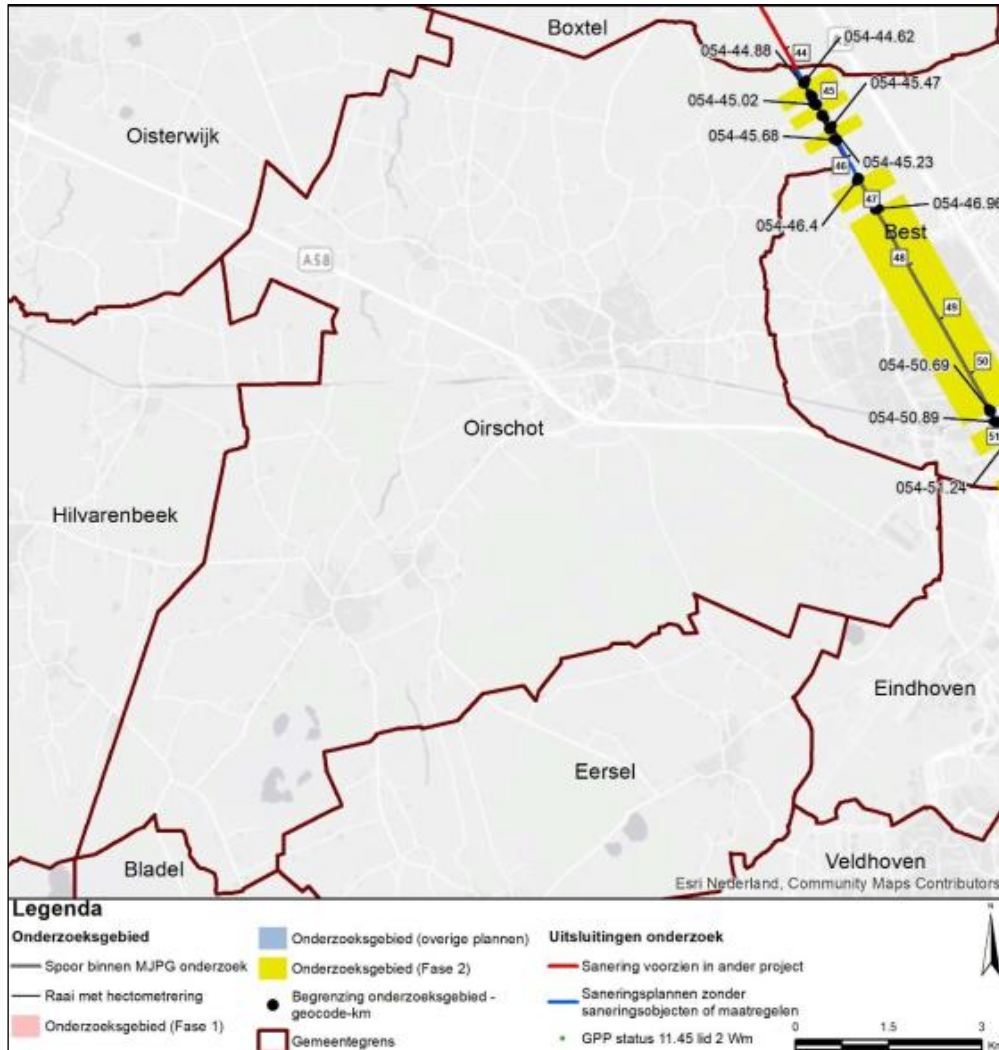 Boxtel
054-44.88
44
054-44.62
45
054-45.47
054-45.02
Oisterwijk
054-45.68
054-45.23
46
47
054-46.96
054-46.4
Best
A58
48
49
50
054-50.69
054-50.89
Oirschot
51
054-51.24
Hilvarenbeek
Eindhoven
Eersel
Bladel
Veldhoven
Esri Nederland, Community Maps Contributors
Legenda
Onderzoeksgebied
Spoor binnen MJPG onderzoek
Raai met hectometrering
Onderzoeksgebied (Fase 1)
Onderzoeksgebied (overige plannen)
Onderzoeksgebied (Fase 2)
Begrenzing onderzoeksgebied -
geocode-km
Gemeentegrens
Uitsluitingen onderzoek
Sanering voorzien in ander project
Saneringsplannen zonder
saneringsobjecten of maatregelen
GPP status 11.45 lid 2 Wm
N
0 1.5 3